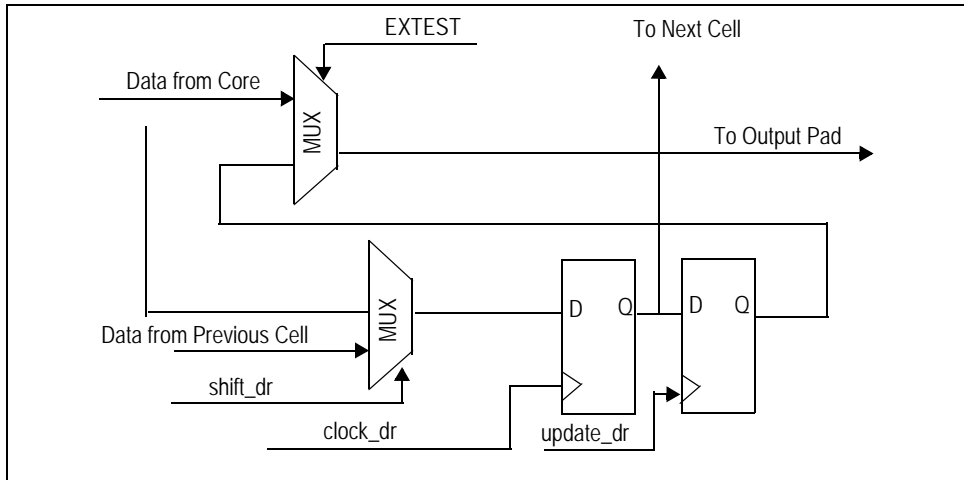 EXTEST
To Next Cell
Data from Core
MUX
To Output Pad
MUX
D Q
D Q
Data from Previous Cell
shift_dr
clock_dr
update_dr